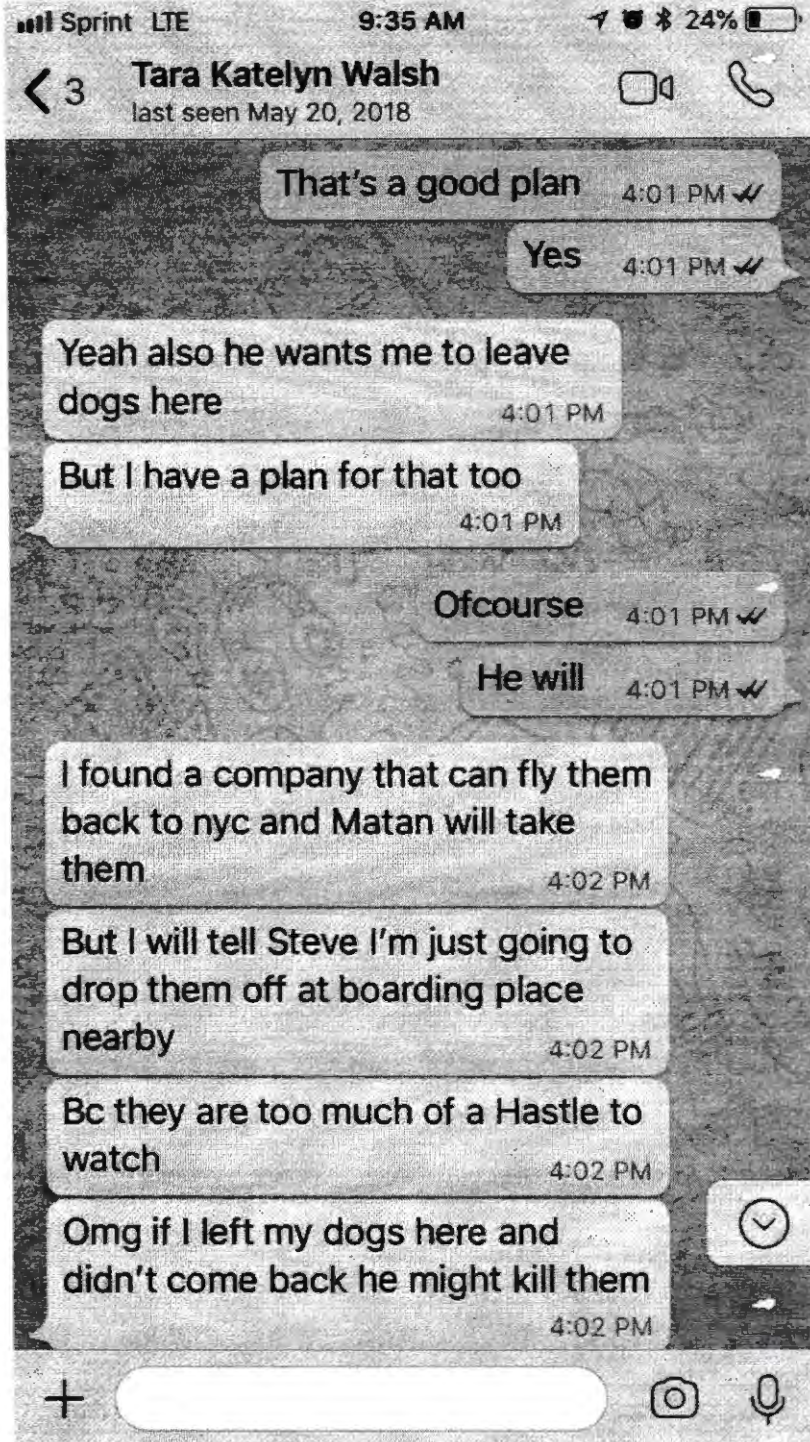 Sprint LTE 9:35 AM 24%
3 Tara Katelyn Walsh
last seen May 20, 2018
That's a good plan 4:01 PM
Yes 4:01 PM
Yeah also he wants me to leave
dogs here 4:01 PM
But I have a plan for that too
4:01 PM
Ofcourse 4:01 PM
He will 4:01 PM
I found a company that can fly them
back to nyc and Matan will take
them 4:02 PM
But I will tell Steve I'm just going to
drop them off at boarding place
nearby 4:02 PM
Bc they are too much of a Hastle to
watch 4:02 PM
Omg if I left my dogs here and
didn't come back he might kill them
4:02 PM